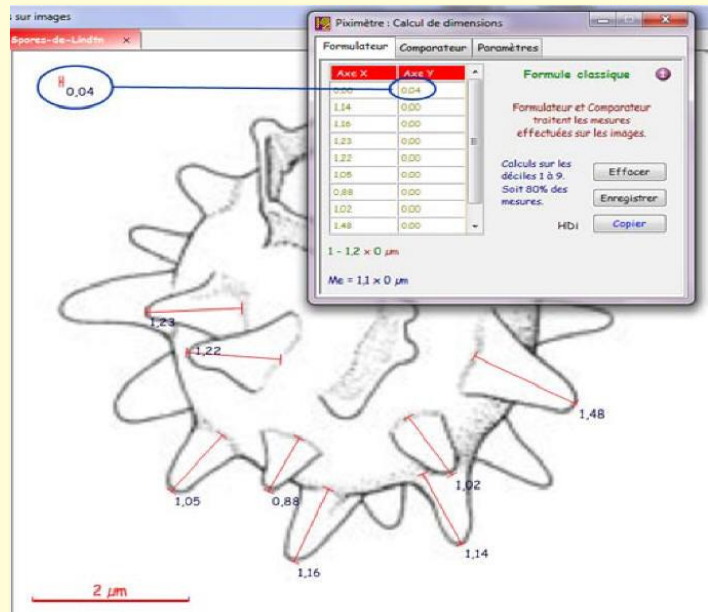 s sur images
Spores-de-Lindtn ×
Piximètre : Calcul de dimensions
Formulateur Comparateur Paramètres
Axe X Axe Y
0,00 0,04
1,14 0,00
1,16 0,00
1,23 0,00
1,22 0,00
1,05 0,00
0,88 0,00
1,02 0,00
1,48 0,00
Formule classique
Formulateur et Comparateur
traitent les mesures
effectuées sur les images.
Calculs sur les
déciles 1 à 9.
Soit 80% des
mesures.
HDi
Effacer
Enregistrer
Copier
1 - 1,2 × 0 µm
Me = 1,1 × 0 µm
0,04
1,23
1,22
1,48
1,05
0,88
1,02
1,14
1,16
2 µm